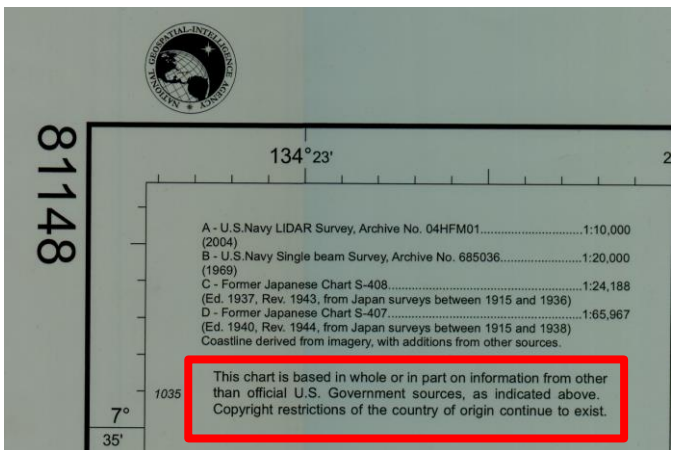 NATIONAL GEOSPATIAL-INTELLIGENCE AGENCY
81148
134°23'
2
A - U.S.Navy LIDAR Survey, Archive No. 04HFM01..............................1:10,000
(2004)
B - U.S.Navy Single beam Survey, Archive No. 685036........................1:20,000
(1969)
C - Former Japanese Chart S-408.......................................................1:24,188
(Ed. 1937, Rev. 1943, from Japan surveys between 1915 and 1936)
D - Former Japanese Chart S-407.......................................................1:65,967
(Ed. 1940, Rev. 1944, from Japan surveys between 1915 and 1938)
Coastline derived from imagery, with additions from other sources.
This chart is based in whole or in part on information from other
1035
than official U.S. Government sources, as indicated above.
Copyright restrictions of the country of origin continue to exist.
7°
35'